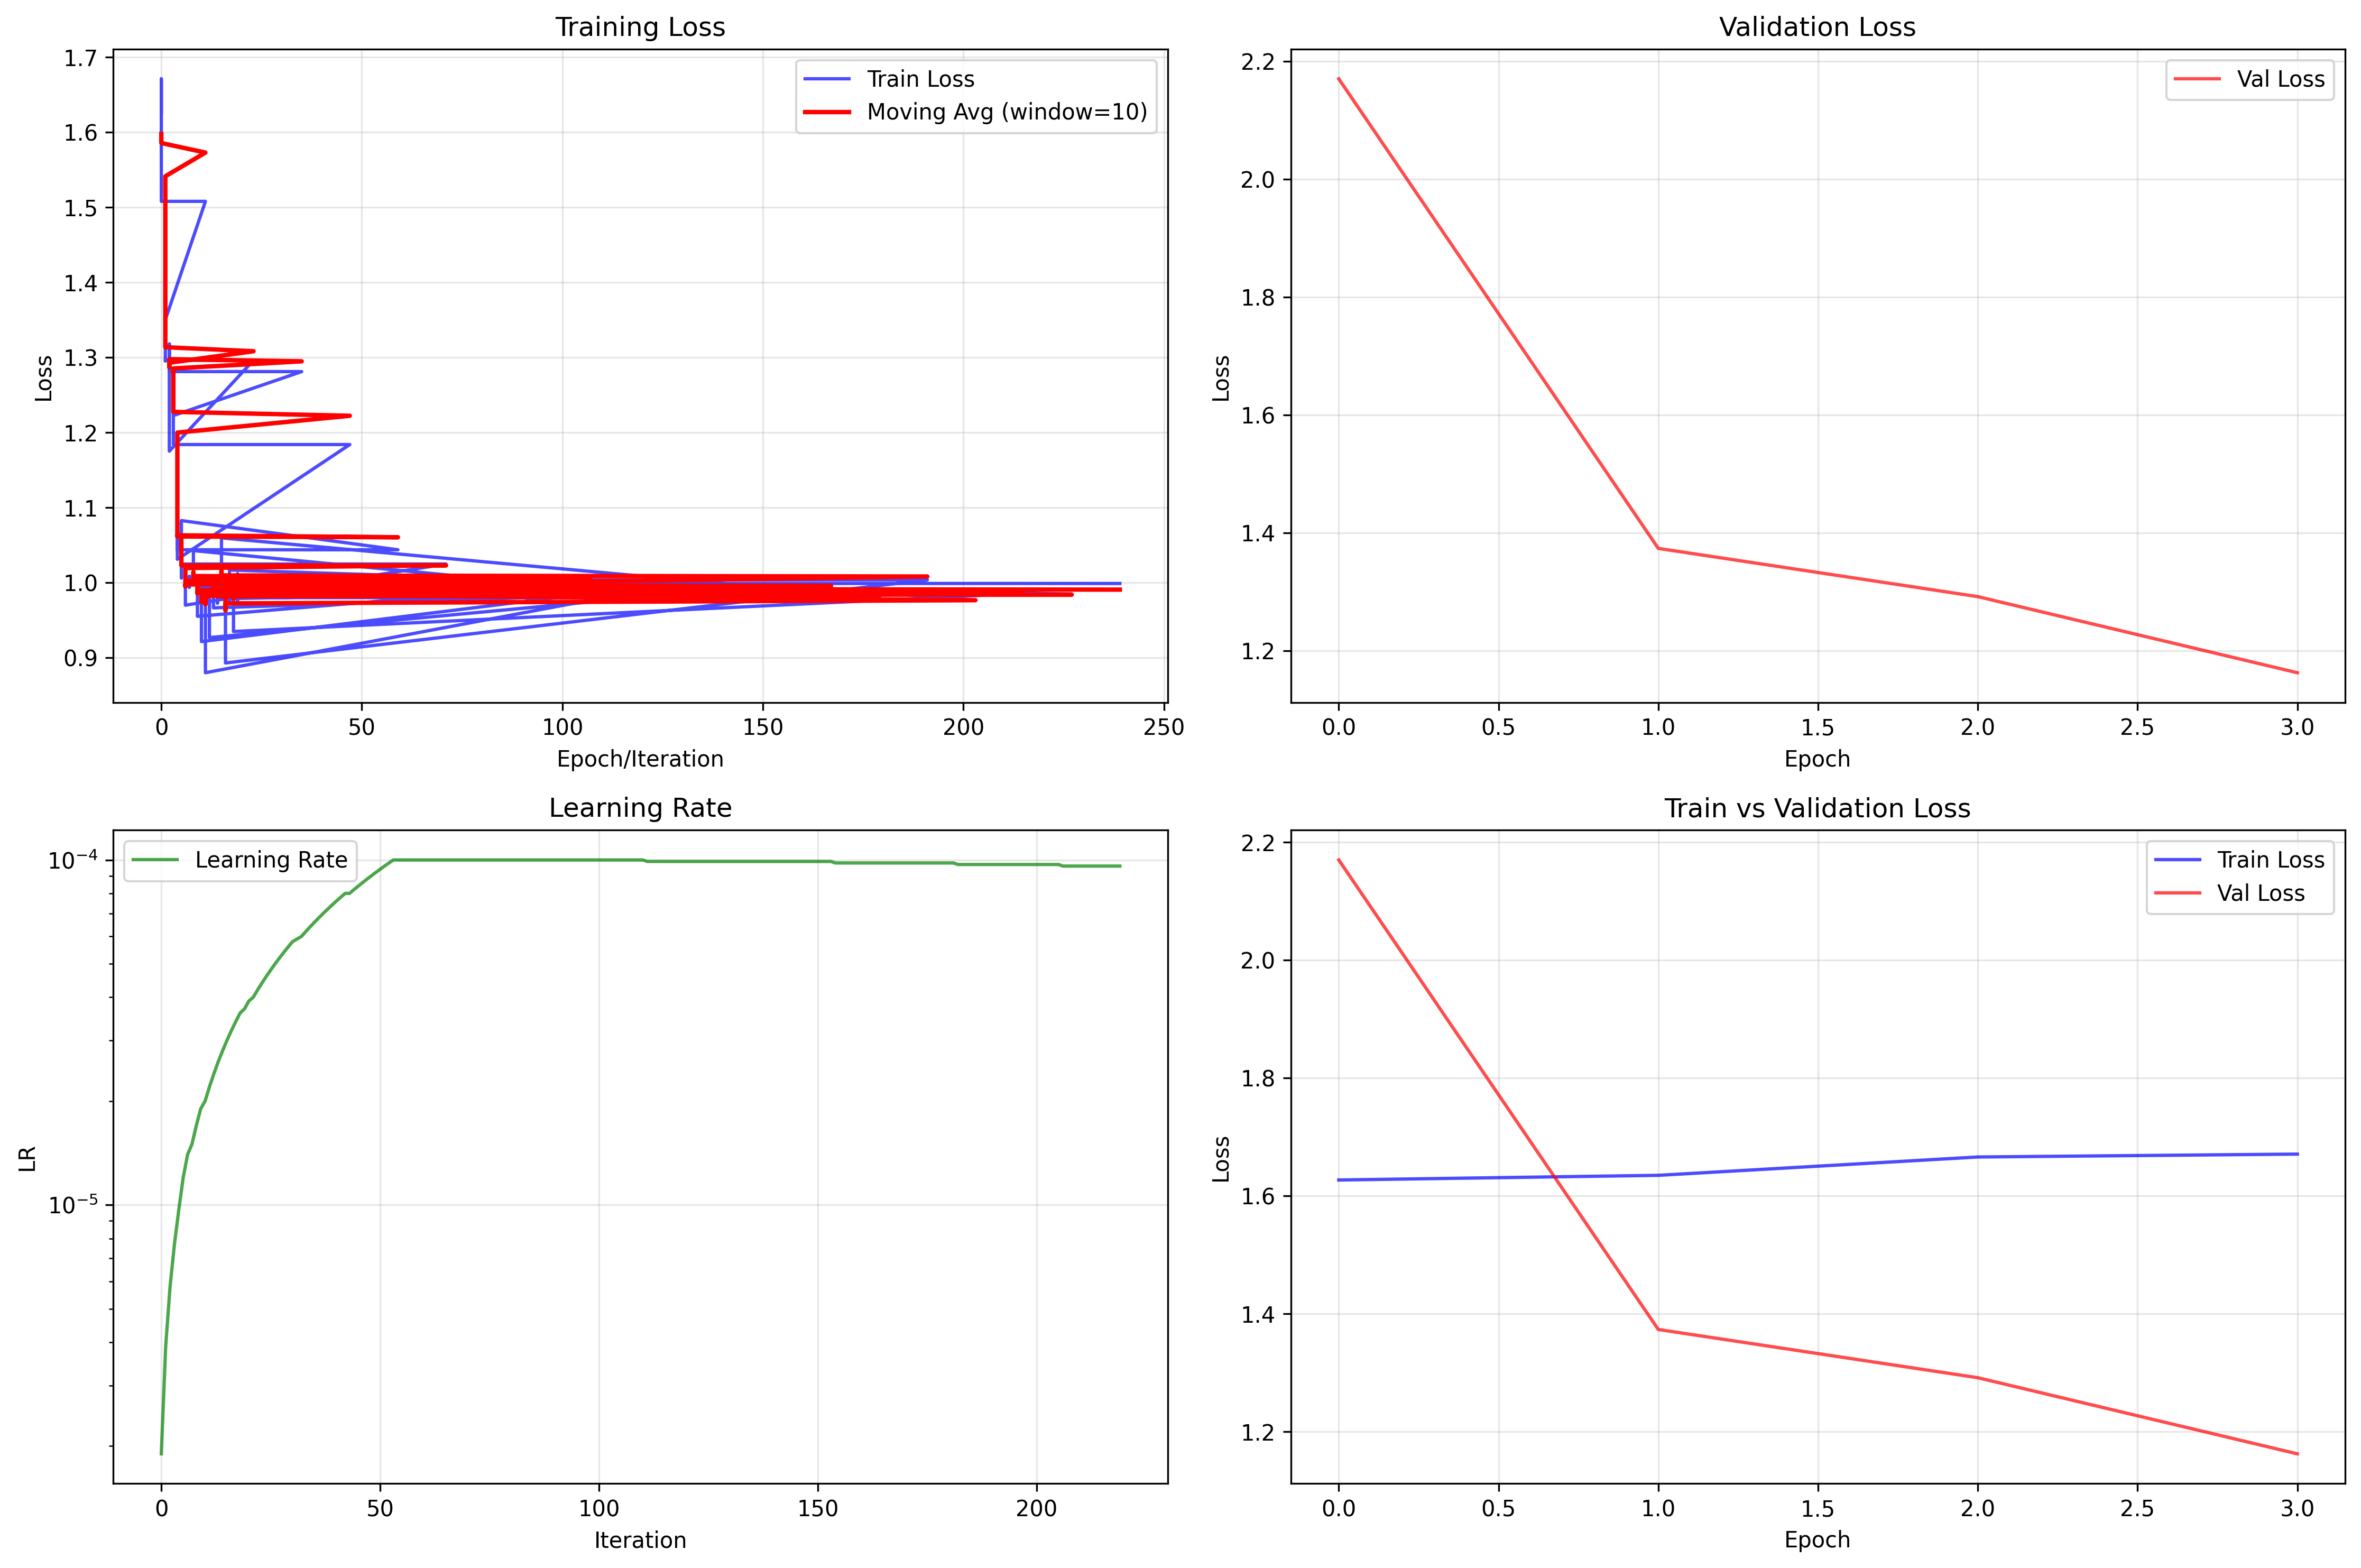 Training Loss
Train Loss
Moving Avg (window=10)
Loss
1.7
1.6
1.5
1.4
1.3
1.2
1.1
1.0
0.9
0 50 100 150 200 250
Epoch/Iteration
Validation Loss
Val Loss
Loss
2.2
2.0
1.8
1.6
1.4
1.2
0.0 0.5 1.0 1.5 2.0 2.5 3.0
Epoch
Learning Rate
Learning Rate
LR
10⁻⁴
10⁻⁵
0 50 100 150 200
Iteration
Train vs Validation Loss
Train Loss
Val Loss
Loss
2.2
2.0
1.8
1.6
1.4
1.2
0.0 0.5 1.0 1.5 2.0 2.5 3.0
Epoch